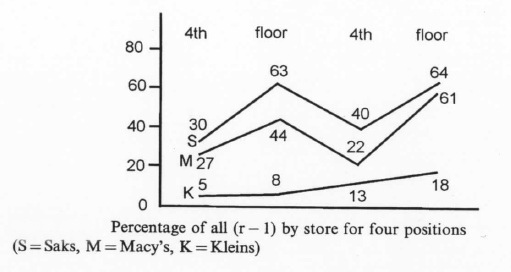 4th floor 4th floor
80
63 64
60 61
40
40 44
30
S
22
M 27
20
18
K 5 8 13
0
Percentage of all (r – 1) by store for four positions
(S = Saks, M = Macy's, K = Kleins)